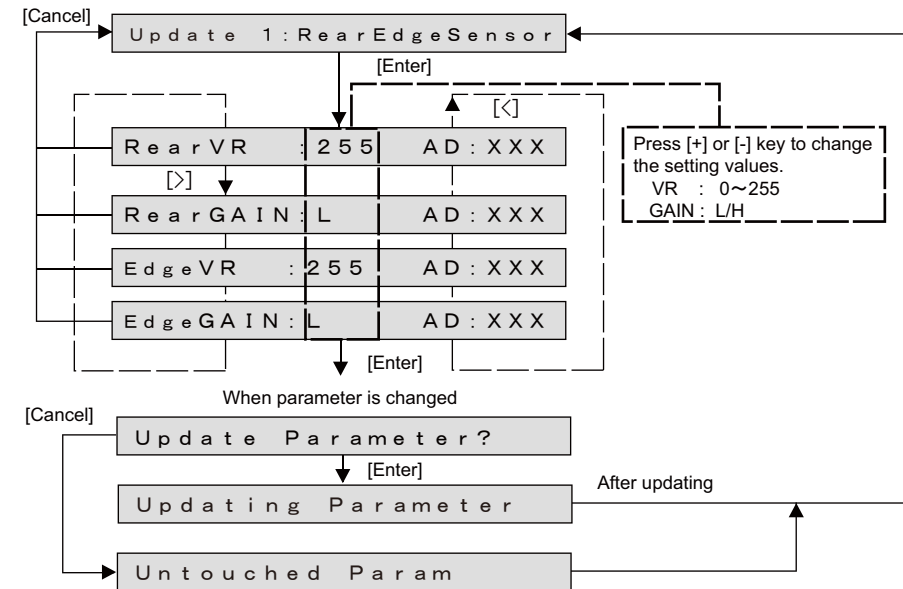 [Cancel]
Update 1:RearEdgeSensor
[Enter]
[<]
RearVR :255 AD:XXX
Press [+] or [-] key to change
the setting values.
VR : 0～255
GAIN : L/H
[>]
RearGAIN:L AD:XXX
EdgeVR :255 AD:XXX
EdgeGAIN:L AD:XXX
[Enter]
When parameter is changed
[Cancel]
Update Parameter?
[Enter]
Updating Parameter
After updating
Untouched Param